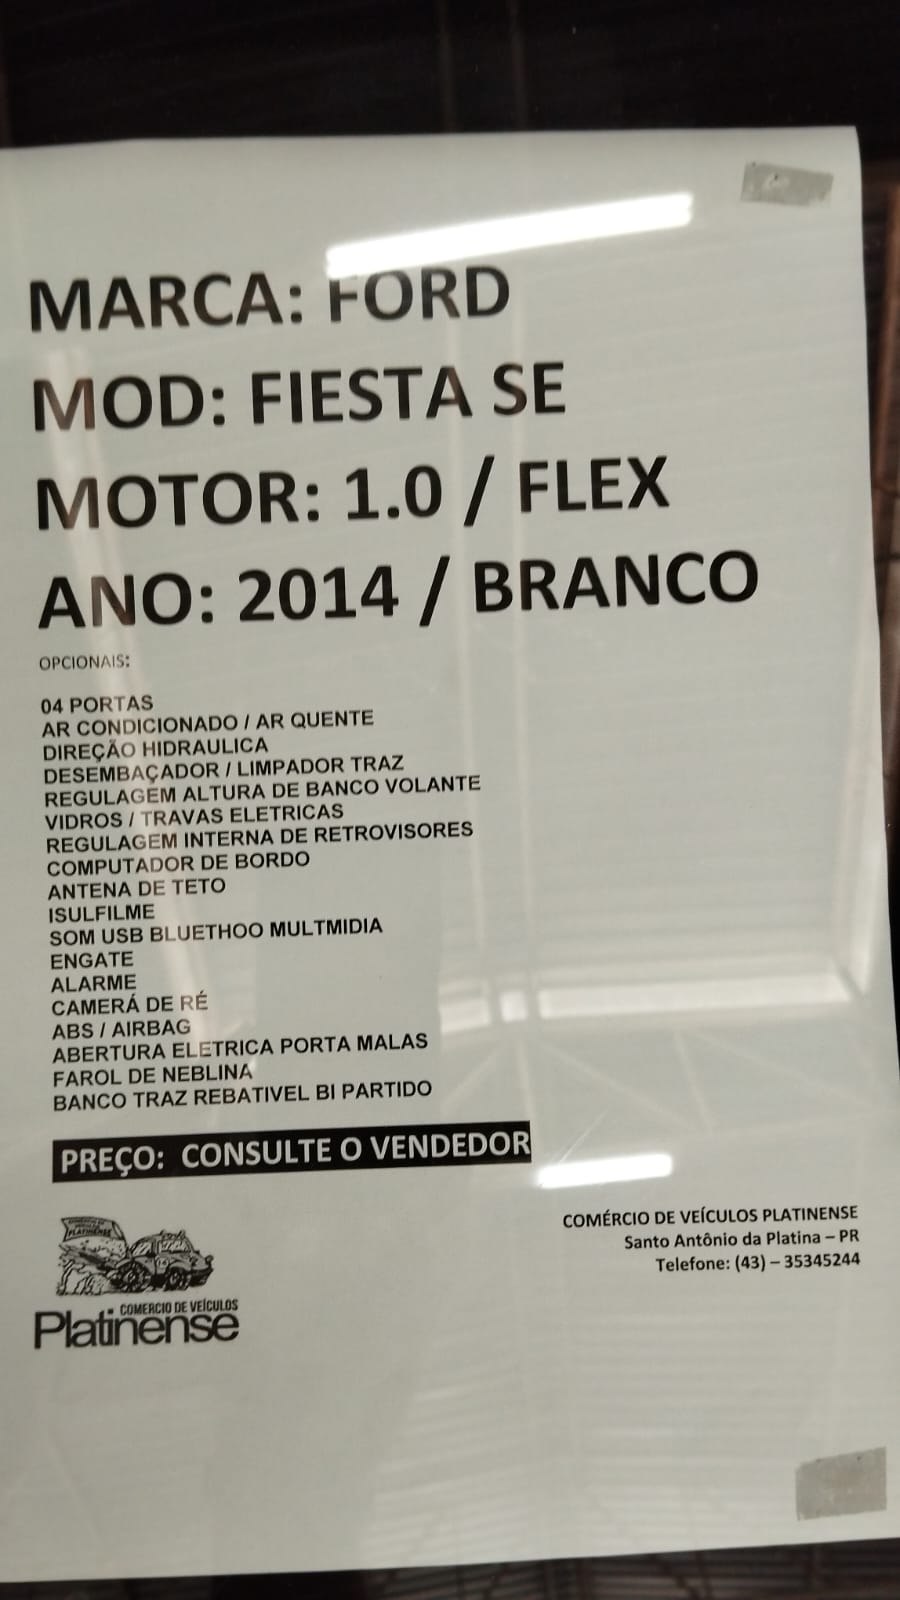 MARCA: FORD
MOD: FIESTA SE
MOTOR: 1.0 / FLEX
ANO: 2014 / BRANCO
OPCIONAIS:
04 PORTAS
AR CONDICIONADO / AR QUENTE
DIREÇÃO HIDRAULICA
DESEMBAÇADOR / LIMPADOR TRAZ
REGULAGEM ALTURA DE BANCO VOLANTE
VIDROS / TRAVAS ELETRICAS
REGULAGEM INTERNA DE RETROVISORES
COMPUTADOR DE BORDO
ANTENA DE TETO
ISULFILME
SOM USB BLUETHOO MULTMIDIA
ENGATE
ALARME
CAMERÁ DE RÉ
ABS / AIRBAG
ABERTURA ELETRICA PORTA MALAS
FAROL DE NEBLINA
BANCO TRAZ REBATIVEL BI PARTIDO
PREÇO: CONSULTE O VENDEDOR
COMÉRCIO DE VEÍCULOS PLATINENSE
Santo Antônio da Platina – PR
Telefone: (43) – 35345244
PLATINENSE
COMERCIO DE VEÍCULOS
Platinense